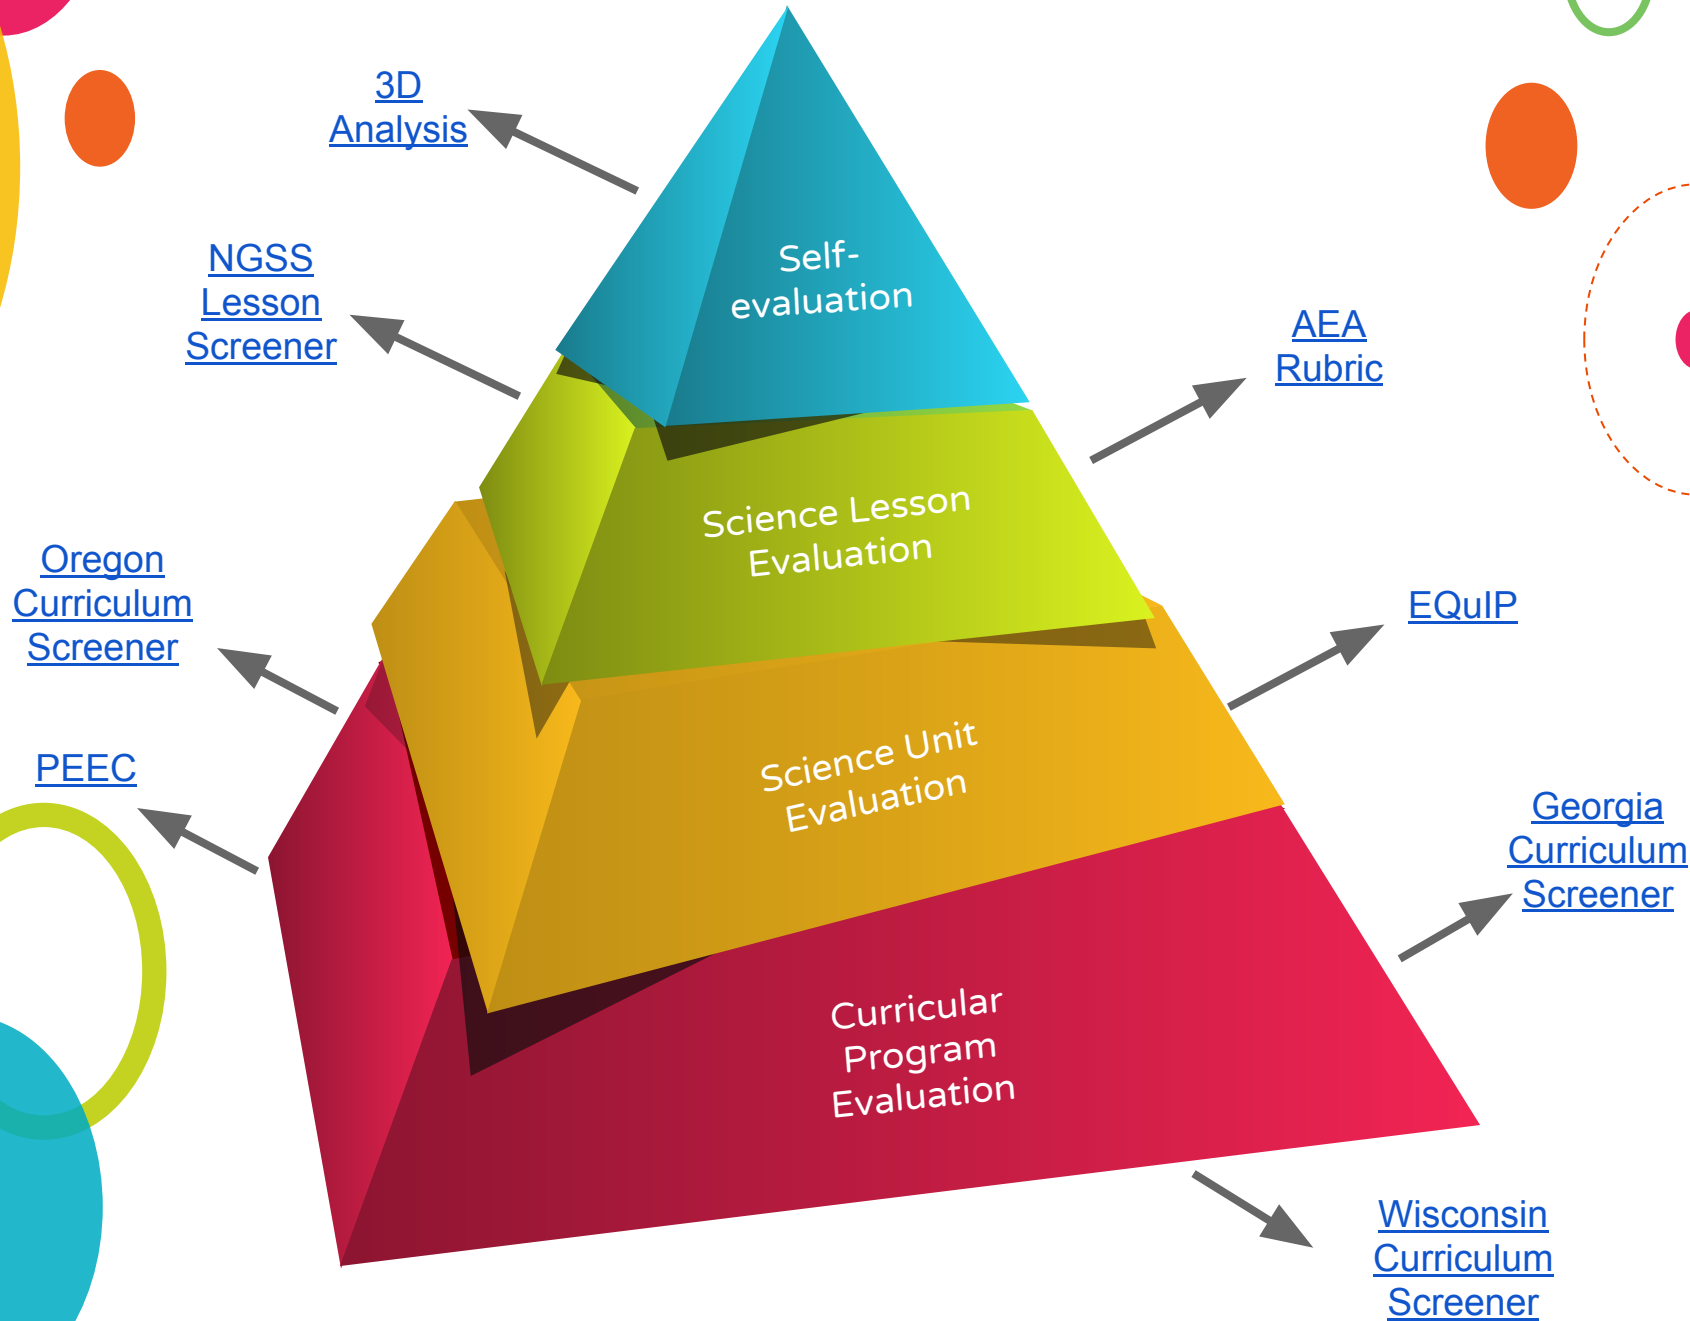 3D
Analysis
NGSS
Lesson
Screener
Self-
evaluation
AEA
Rubric
Science Lesson
Evaluation
Oregon
Curriculum
Screener
EQuIP
PEEC
Science Unit
Evaluation
Georgia
Curriculum
Screener
Curricular
Program
Evaluation
Wisconsin
Curriculum
Screener